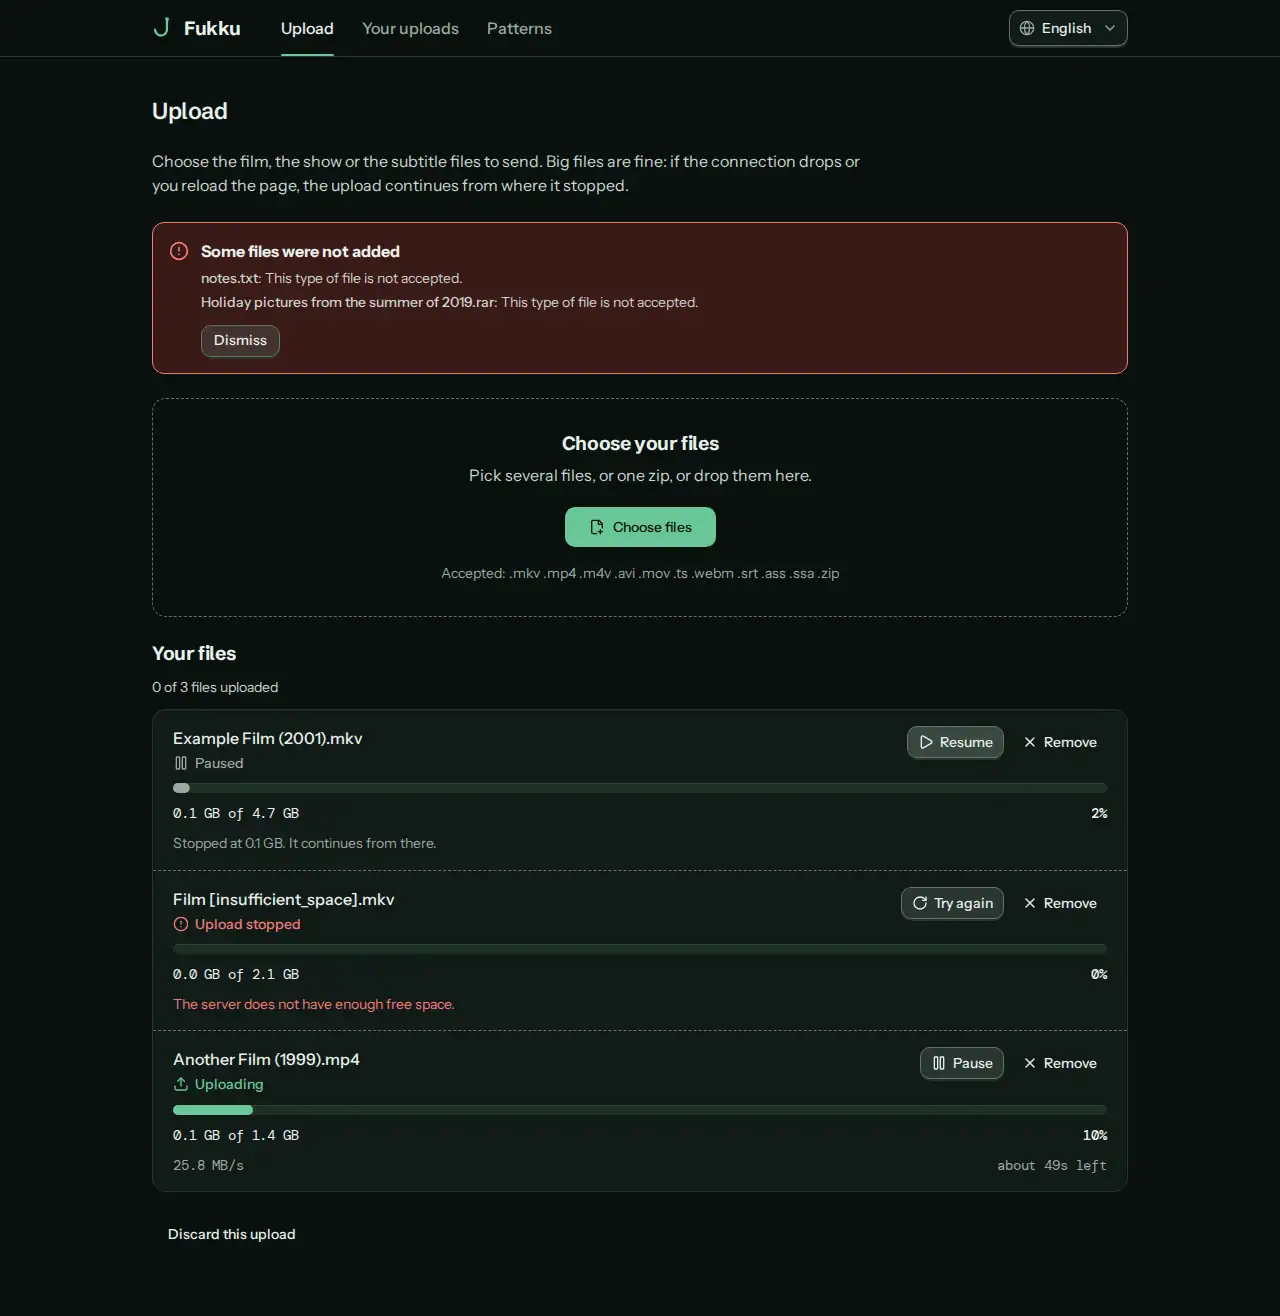 Fukku
Upload
Your uploads
Patterns
English
Upload
Choose the film, the show or the subtitle files to send. Big files are fine: if the connection drops or
you reload the page, the upload continues from where it stopped.
Some files were not added
notes.txt: This type of file is not accepted.
Holiday pictures from the summer of 2019.rar: This type of file is not accepted.
Dismiss
Choose your files
Pick several files, or one zip, or drop them here.
Choose files
Accepted: .mkv .mp4 .m4v .avi .mov .ts .webm .srt .ass .ssa .zip
Your files
0 of 3 files uploaded
Example Film (2001).mkv
Resume
Remove
Paused
0.1 GB of 4.7 GB
2%
Stopped at 0.1 GB. It continues from there.
Film [insufficient_space].mkv
Try again
Remove
Upload stopped
0.0 GB of 2.1 GB
0%
The server does not have enough free space.
Another Film (1999).mp4
Pause
Remove
Uploading
0.1 GB of 1.4 GB
10%
25.8 MB/s
about 49s left
Discard this upload